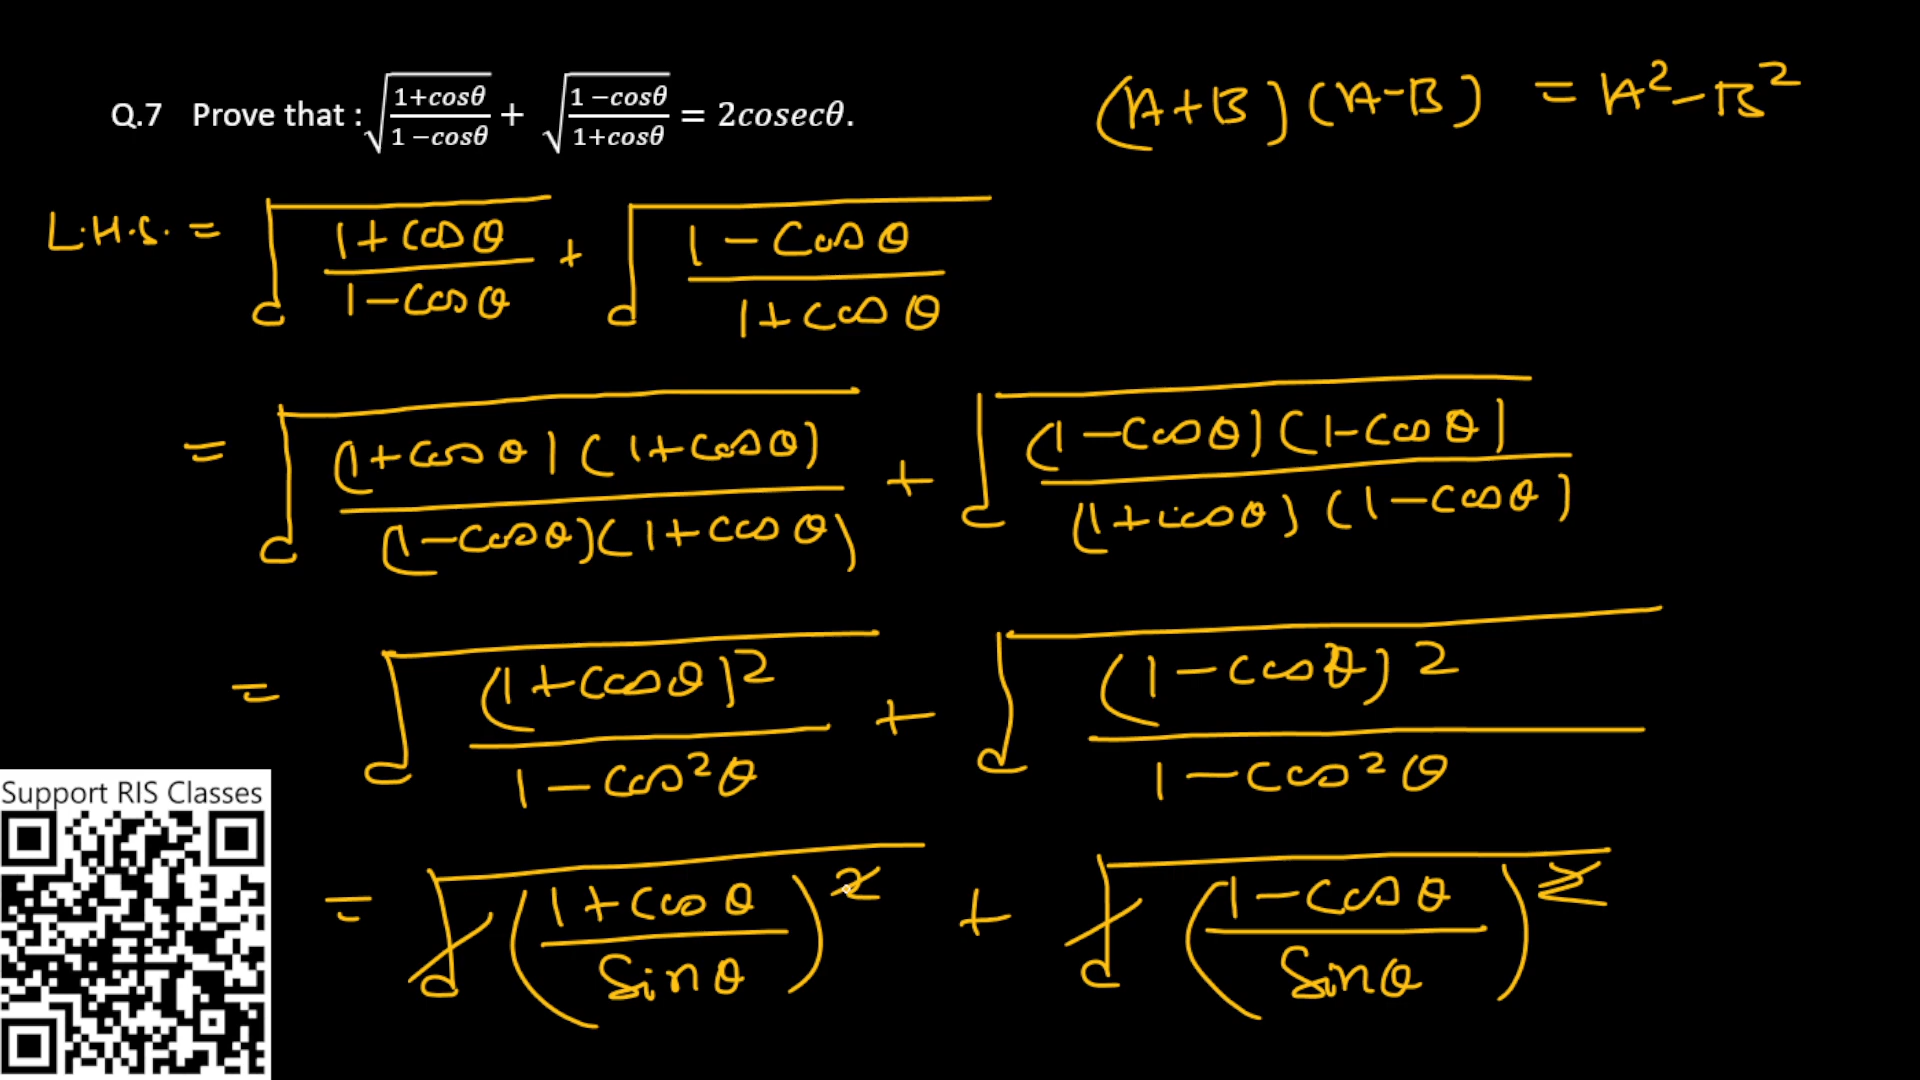 Q.7 Prove that : √((1+cosθ)/(1−cosθ)) + √((1−cosθ)/(1+cosθ)) = 2cosecθ.
(A+B)(A-B) = A²-B²
L.H.S. = √((1+cosθ)/(1-cosθ)) + √((1-cosθ)/(1+cosθ))
= √((1+cosθ)(1+cosθ)/(1-cosθ)(1+cosθ)) + √((1-cosθ)(1-cosθ)/(1+cosθ)(1-cosθ))
= √((1+cosθ)²/(1-cos²θ)) + √((1-cosθ)²/(1-cos²θ))
= √((1+cosθ)/Sinθ)² + √((1-cosθ)/Sinθ)²
Support RIS Classes